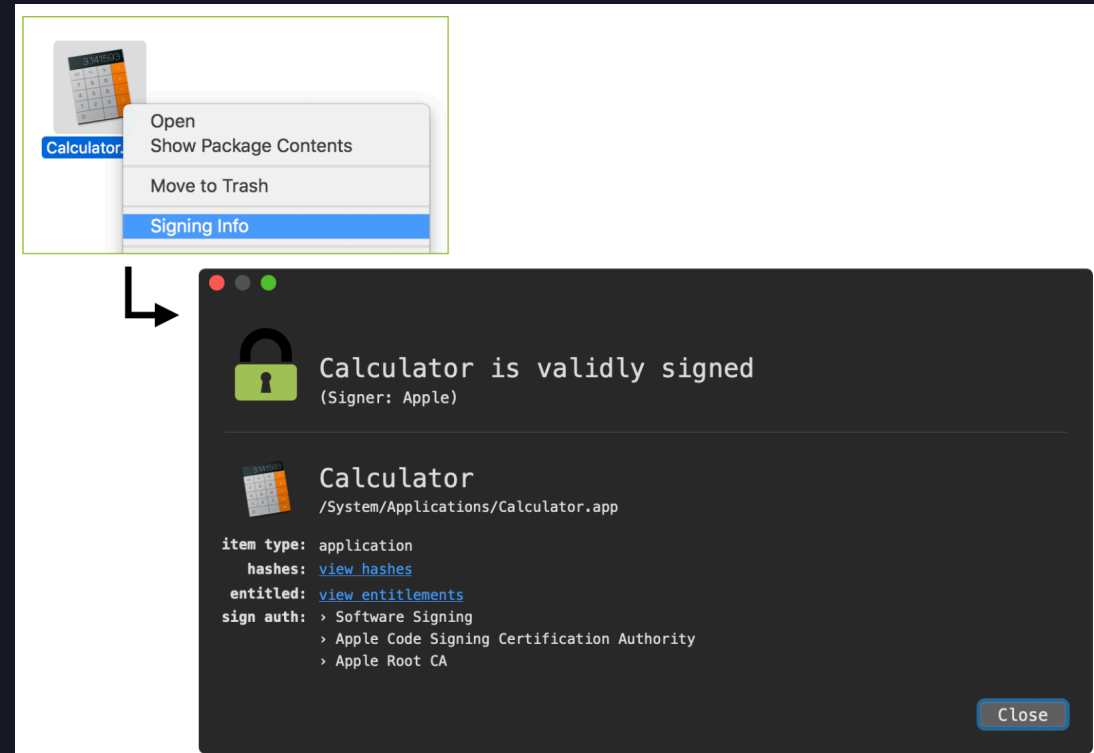 3.141593
Calculator.
Open
Show Package Contents
Move to Trash
Signing Info
Calculator is validly signed
(Signer: Apple)
Calculator
/System/Applications/Calculator.app
item type: application
hashes: view hashes
entitled: view entitlements
sign auth: › Software Signing
› Apple Code Signing Certification Authority
› Apple Root CA
Close